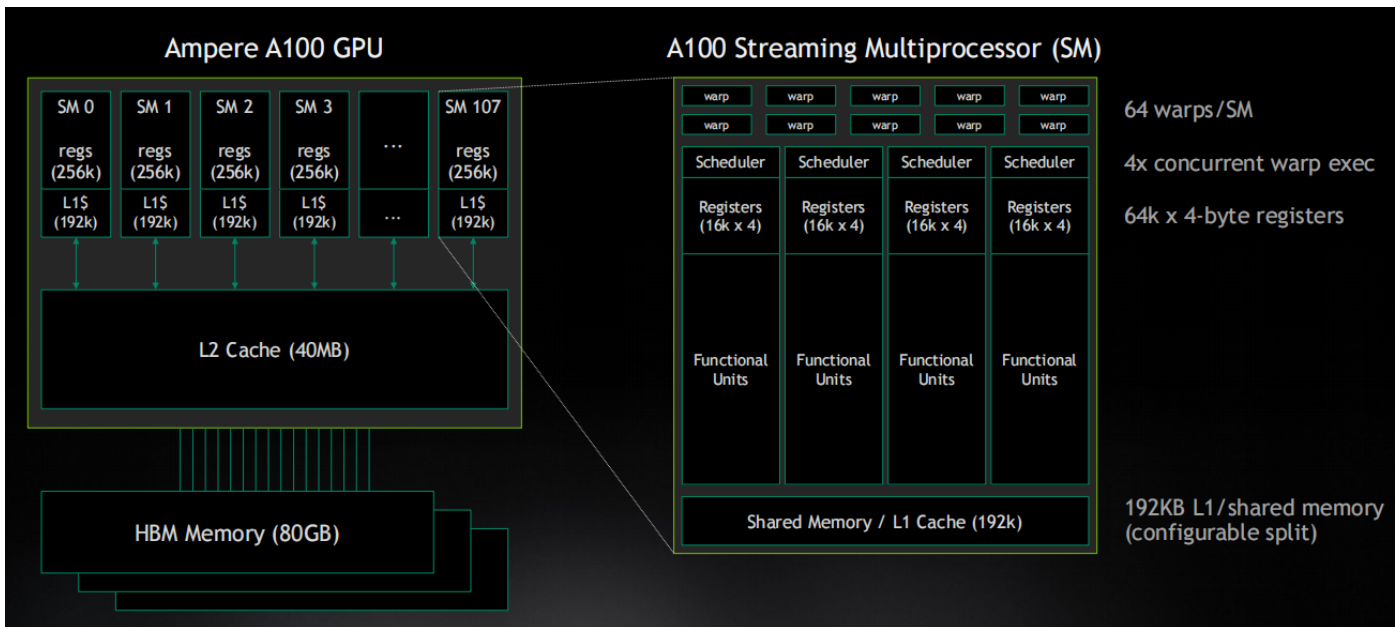 Ampere A100 GPU
SM 0
regs
(256k)
L1$
(192k)
SM 1
regs
(256k)
L1$
(192k)
SM 2
regs
(256k)
L1$
(192k)
SM 3
regs
(256k)
L1$
(192k)
...
...
SM 107
regs
(256k)
L1$
(192k)
L2 Cache (40MB)
HBM Memory (80GB)
A100 Streaming Multiprocessor (SM)
warp warp warp warp warp
warp warp warp warp warp
64 warps/SM
Scheduler Scheduler Scheduler Scheduler
4x concurrent warp exec
Registers
(16k x 4)
Registers
(16k x 4)
Registers
(16k x 4)
Registers
(16k x 4)
64k x 4-byte registers
Functional
Units
Functional
Units
Functional
Units
Functional
Units
Shared Memory / L1 Cache (192k)
192KB L1/shared memory
(configurable split)